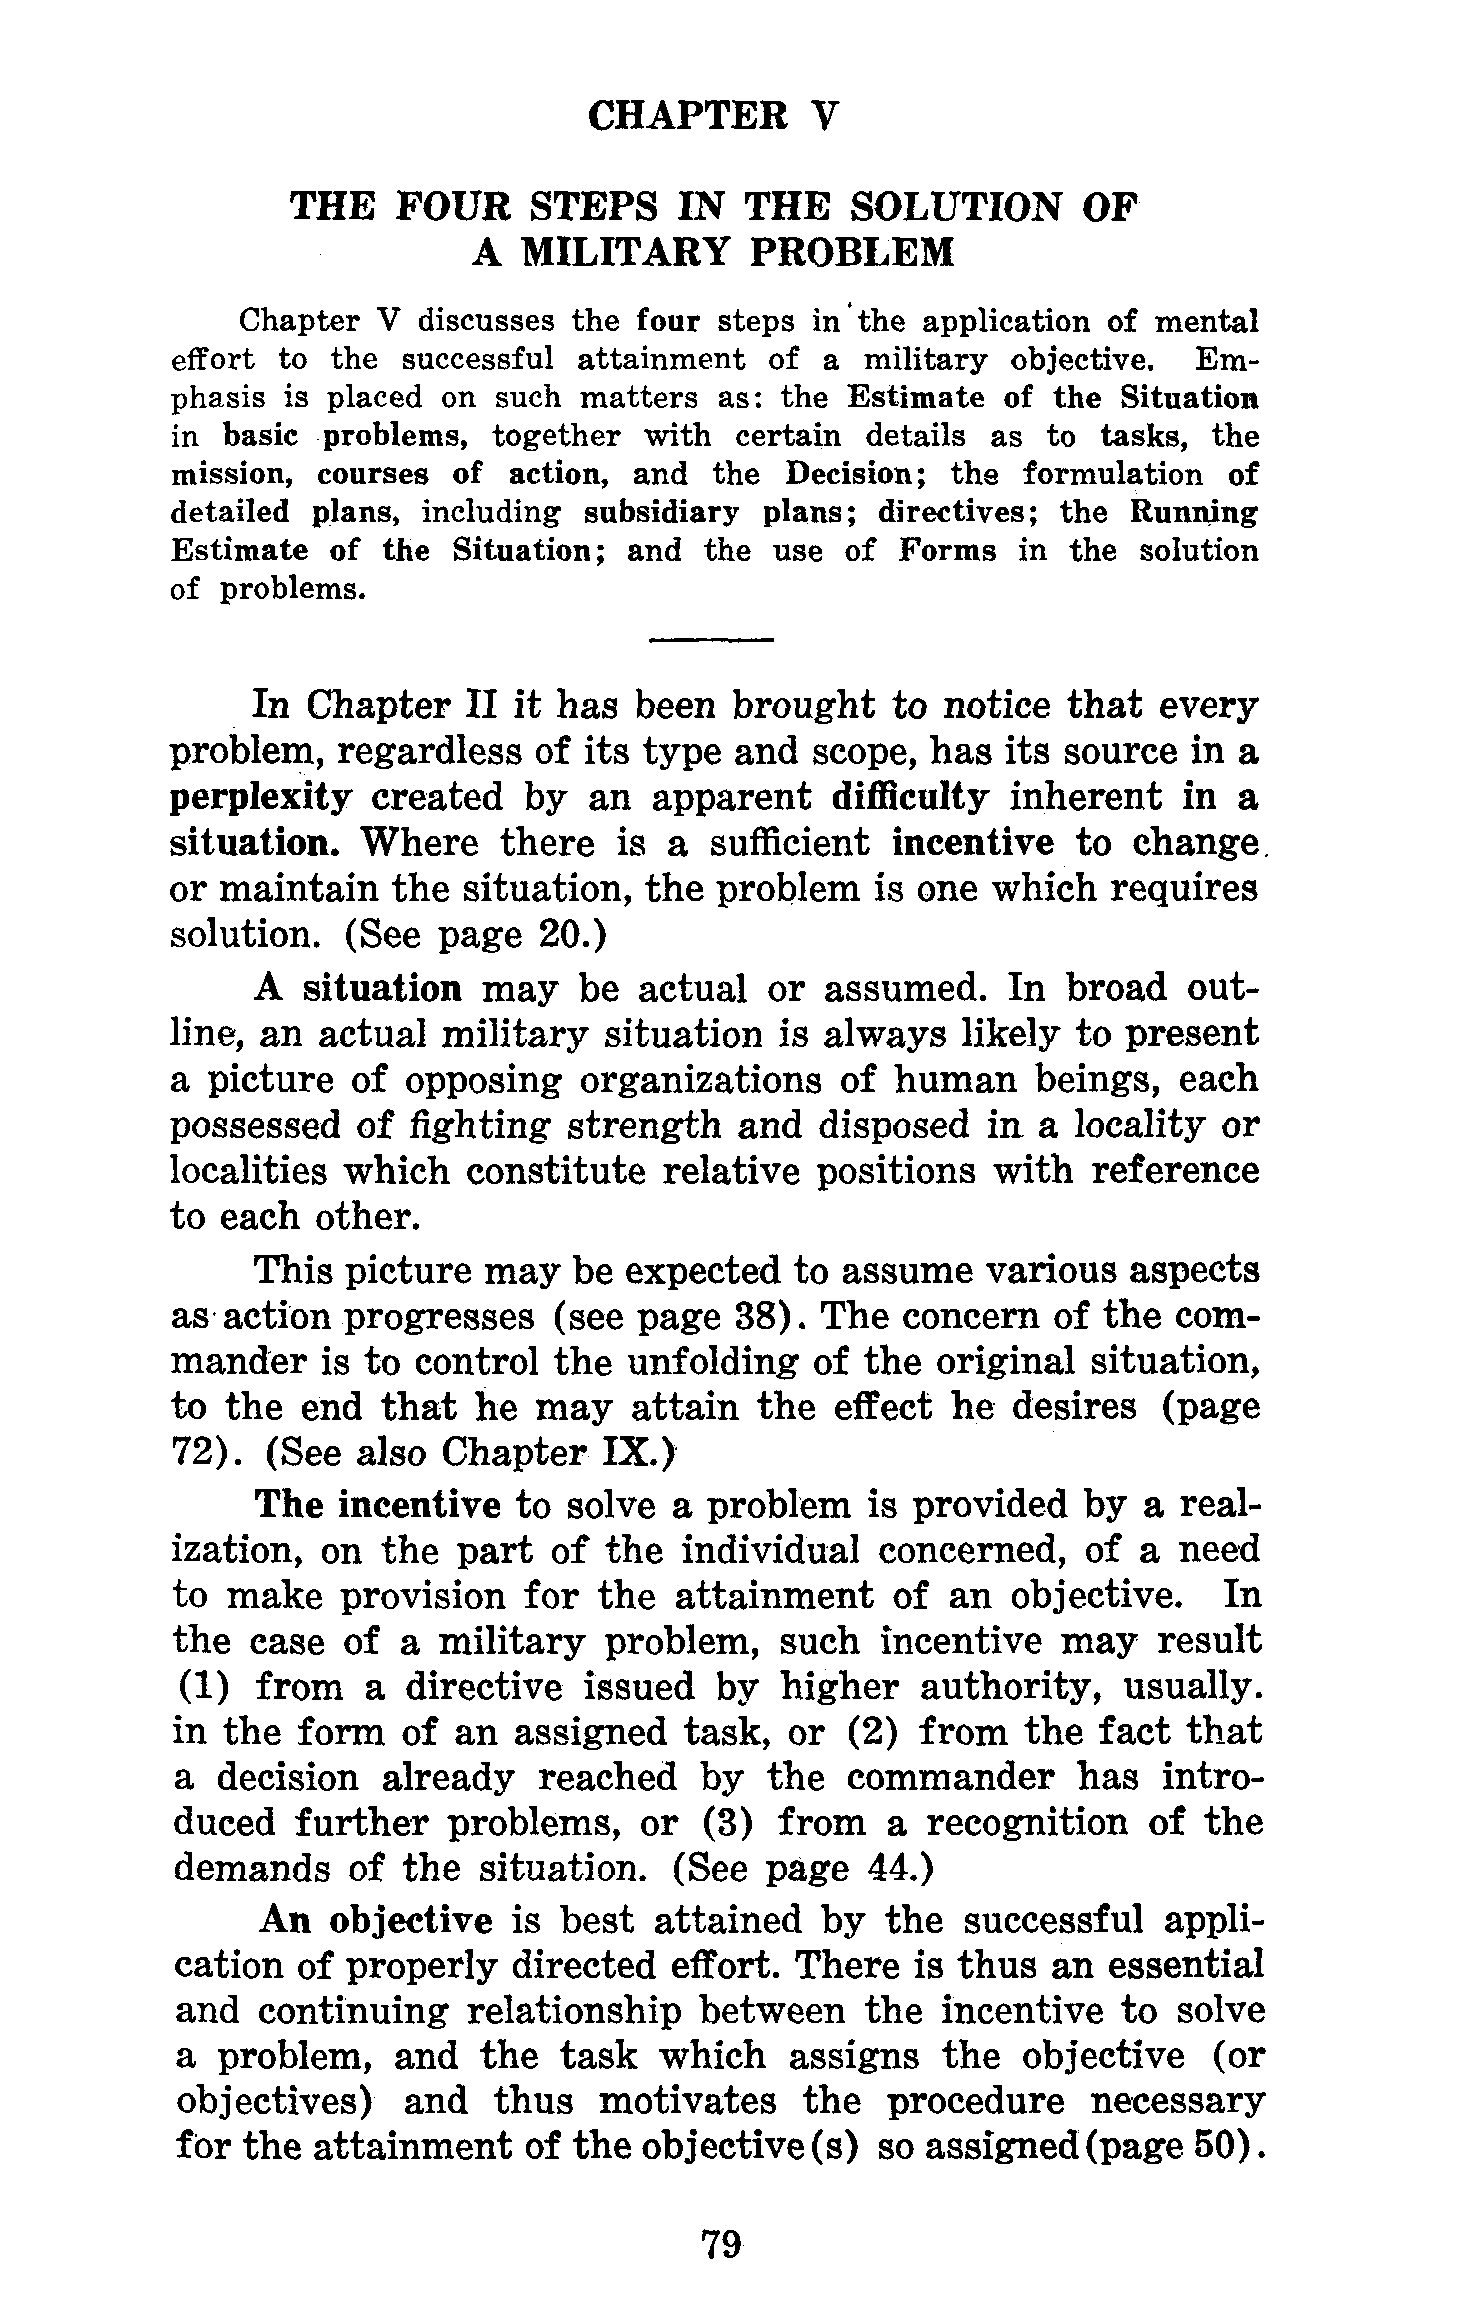 CHAPTER V
THE FOUR STEPS IN THE SOLUTION OF
A MILITARY PROBLEM
Chapter V discusses the four steps in the application of mental
effort to the successful attainment of a military objective. Em-
phasis is placed on such matters as: the Estimate of the Situation
in basic problems, together with certain details as to tasks, the
mission, courses of action, and the Decision; the formulation of
detailed plans, including subsidiary plans; directives; the Running
Estimate of the Situation; and the use of Forms in the solution
of problems.
In Chapter II it has been brought to notice that every
problem, regardless of its type and scope, has its source in a
perplexity created by an apparent difficulty inherent in a
situation. Where there is a sufficient incentive to change
or maintain the situation, the problem is one which requires
solution. (See page 20.)
A situation may be actual or assumed. In broad out-
line, an actual military situation is always likely to present
a picture of opposing organizations of human beings, each
possessed of fighting strength and disposed in a locality or
localities which constitute relative positions with reference
to each other.
This picture may be expected to assume various aspects
as action progresses (see page 38). The concern of the com-
mander is to control the unfolding of the original situation,
to the end that he may attain the effect he desires (page
72). (See also Chapter IX.)
The incentive to solve a problem is provided by a real-
ization, on the part of the individual concerned, of a need
to make provision for the attainment of an objective. In
the case of a military problem, such incentive may result
(1) from a directive issued by higher authority, usually.
in the form of an assigned task, or (2) from the fact that
a decision already reached by the commander has intro-
duced further problems, or (3) from a recognition of the
demands of the situation. (See page 44.)
An objective is best attained by the successful appli-
cation of properly directed effort. There is thus an essential
and continuing relationship between the incentive to solve
a problem, and the task which assigns the objective (or
objectives) and thus motivates the procedure necessary
for the attainment of the objective(s) so assigned (page 50).
79